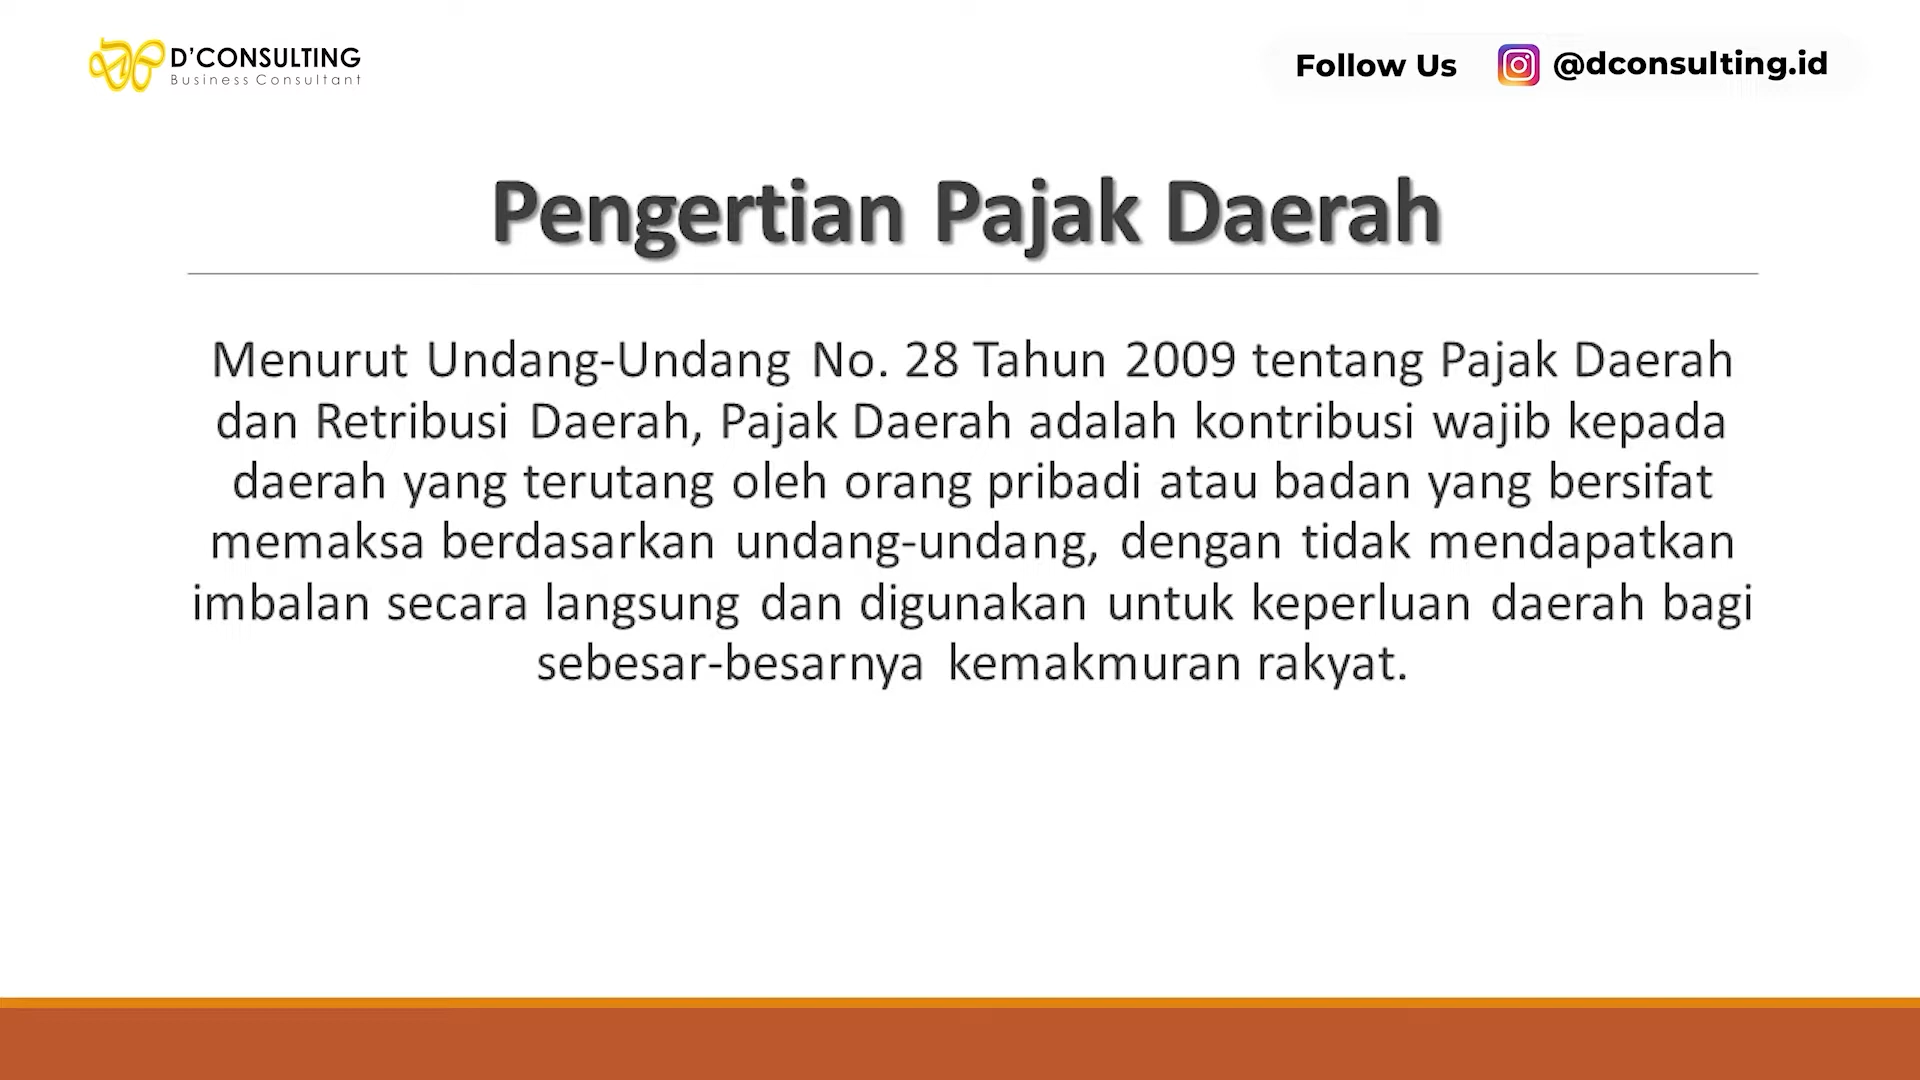 D'CONSULTING
Business Consultant
Follow Us @dconsulting.id
Pengertian Pajak Daerah
Menurut Undang-Undang No. 28 Tahun 2009 tentang Pajak Daerah
dan Retribusi Daerah, Pajak Daerah adalah kontribusi wajib kepada
daerah yang terutang oleh orang pribadi atau badan yang bersifat
memaksa berdasarkan undang-undang, dengan tidak mendapatkan
imbalan secara langsung dan digunakan untuk keperluan daerah bagi
sebesar-besarnya kemakmuran rakyat.